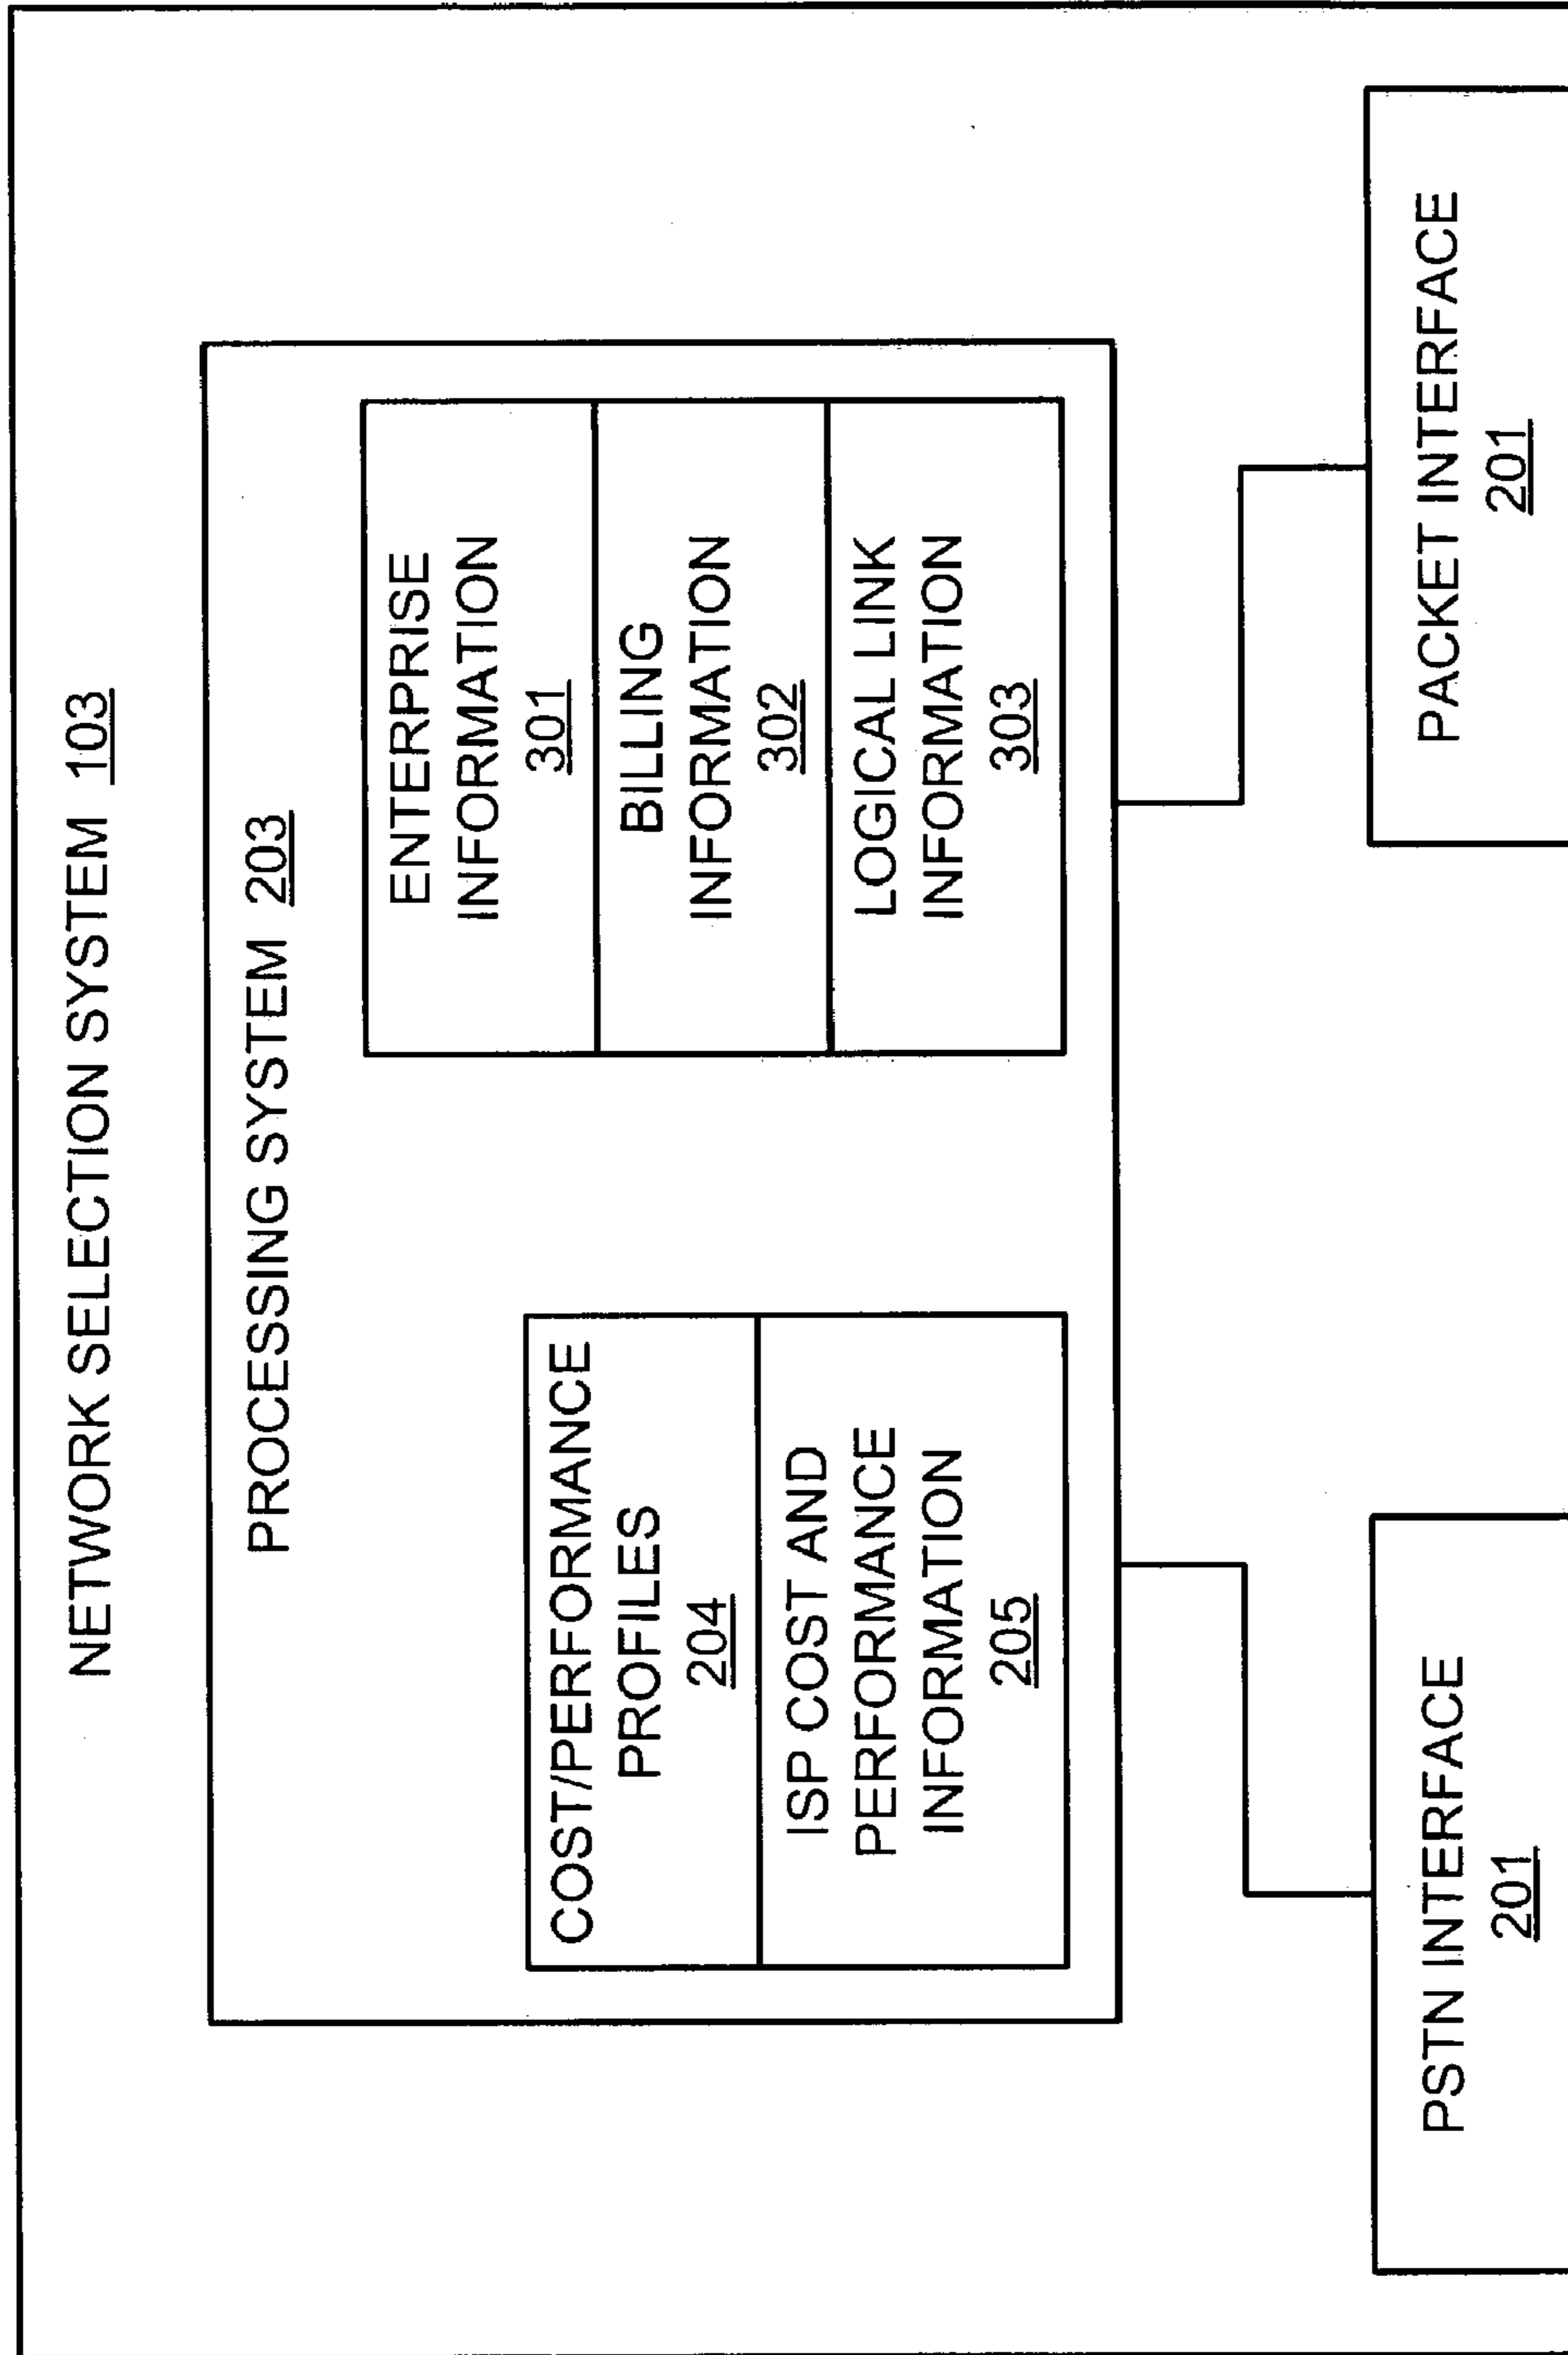 NETWORK SELECTION SYSTEM 103
PROCESSING SYSTEM 203
COST/PERFORMANCE
PROFILES
204
ISP COST AND
PERFORMANCE
INFORMATION
205
ENTERPRISE
INFORMATION
301
BILLING
INFORMATION
302
LOGICAL LINK
INFORMATION
303
PSTN INTERFACE
201
PACKET INTERFACE
201